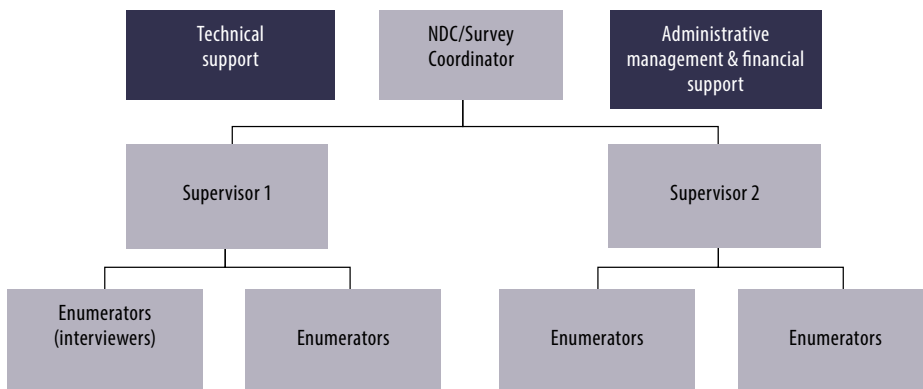 Technical
support
NDC/Survey
Coordinator
Administrative
management & financial
support
Supervisor 1
Supervisor 2
Enumerators
(interviewers)
Enumerators
Enumerators
Enumerators